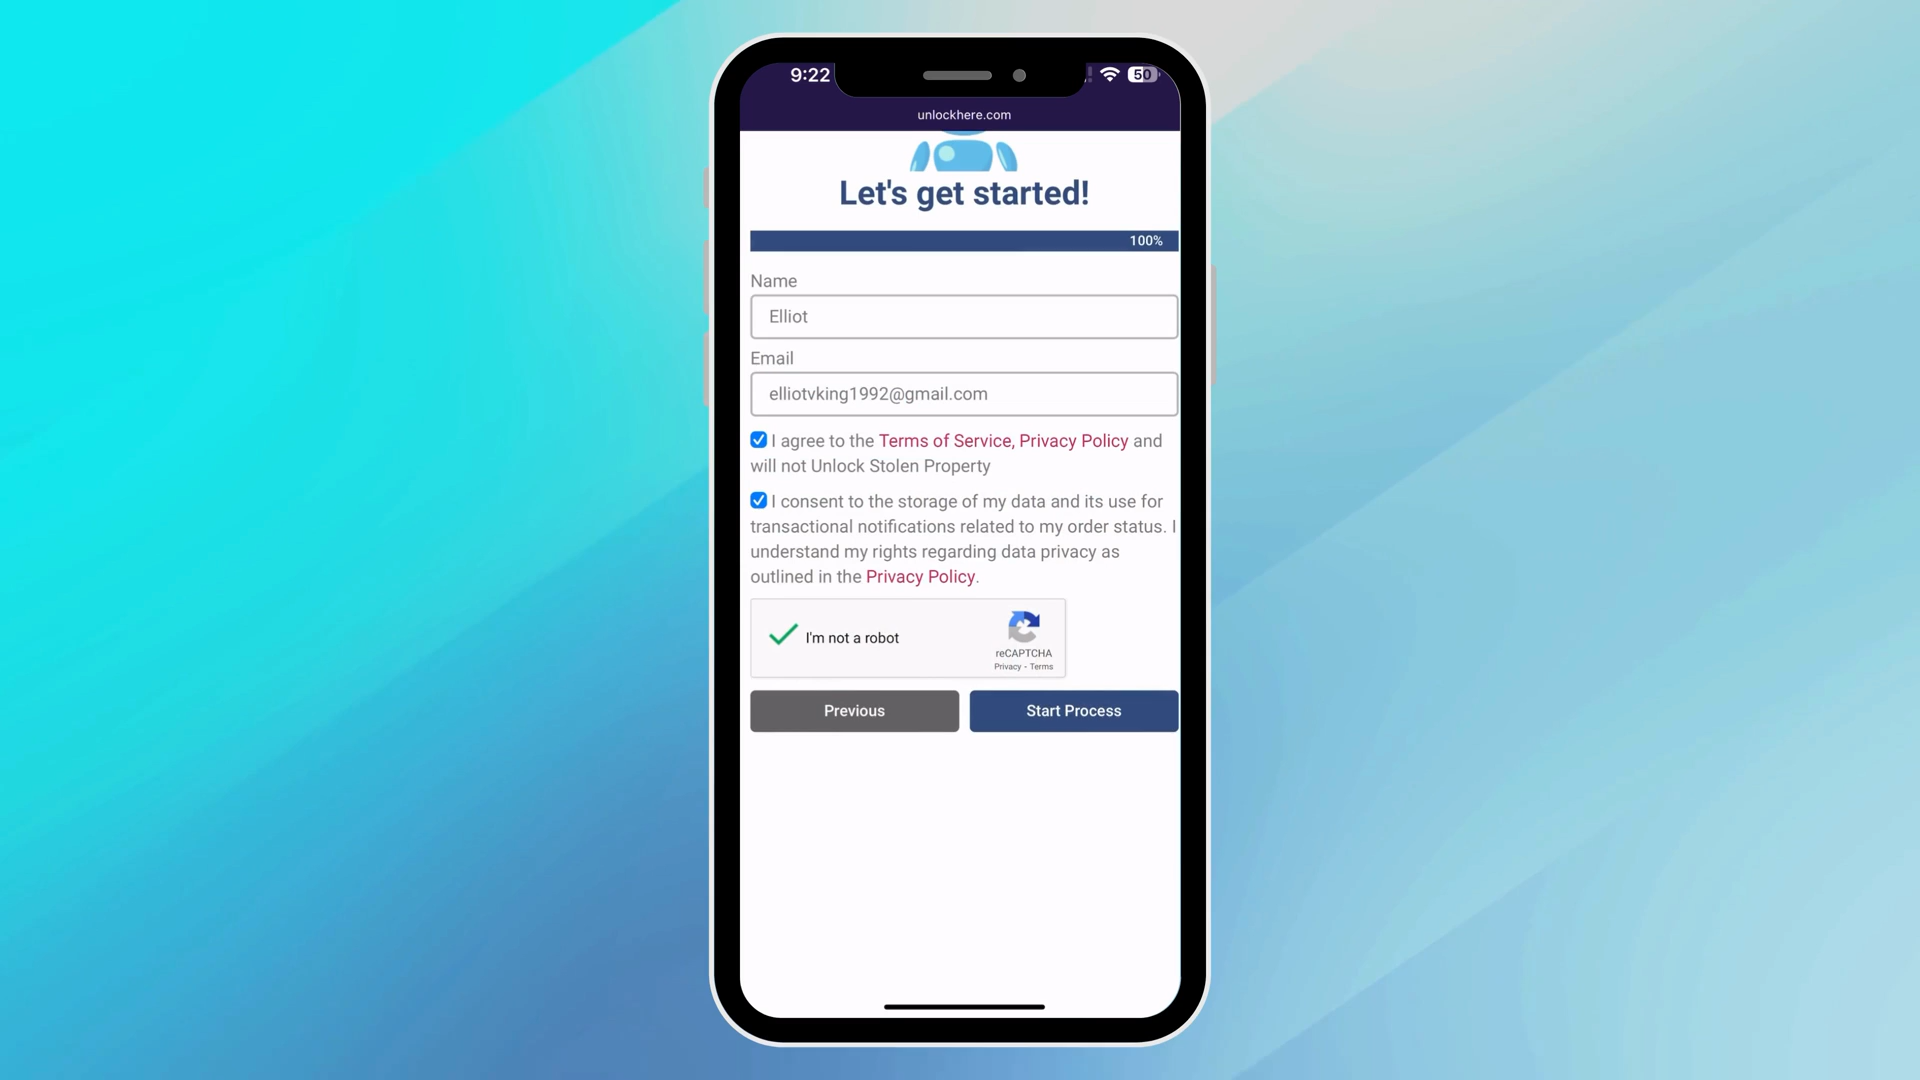 9:22
50
unlockhere.com
Let's get started!
100%
Name
Elliot
Email
elliotvking1992@gmail.com
I agree to the Terms of Service, Privacy Policy and
will not Unlock Stolen Property
I consent to the storage of my data and its use for
transactional notifications related to my order status. I
understand my rights regarding data privacy as
outlined in the Privacy Policy.
I'm not a robot
reCAPTCHA
Privacy - Terms
Previous
Start Process